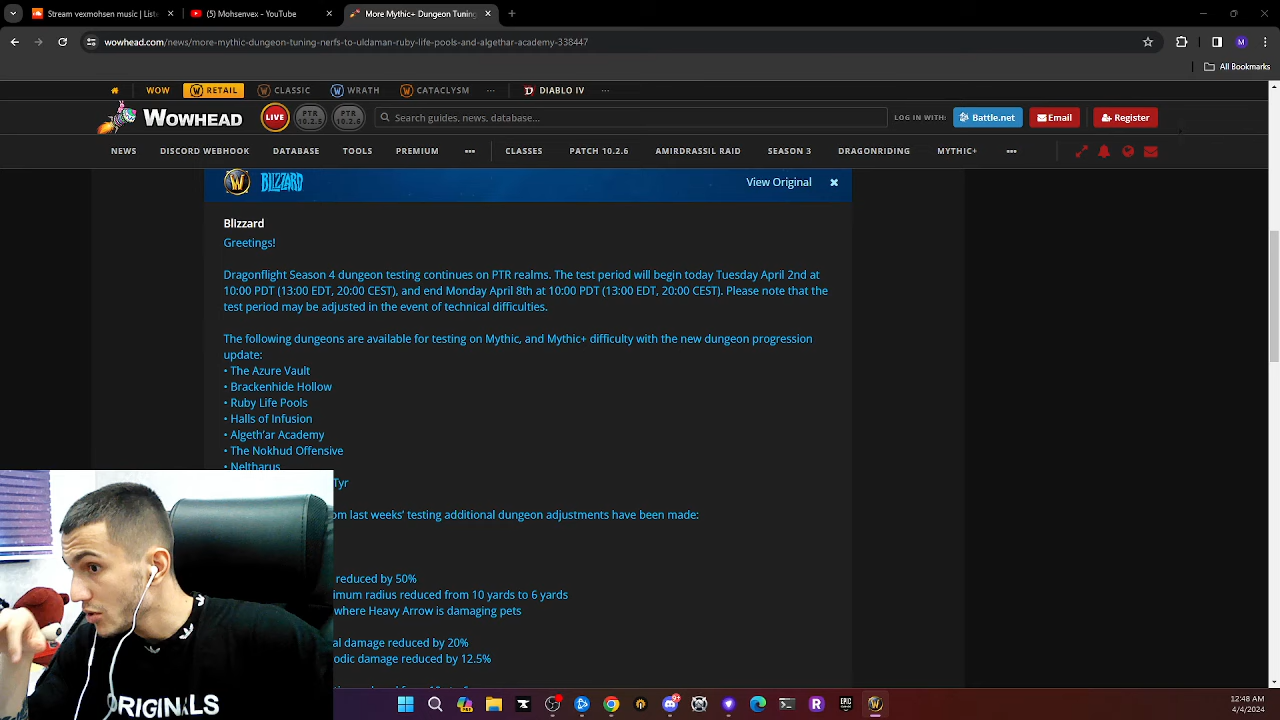 Stream vexmohsen music | Liste
(5) Mohsenvex - YouTube
More Mythic+ Dungeon Tuning
wowhead.com/news/more-mythic-dungeon-tuning-nerfs-to-uldaman-ruby-life-pools-and-algethar-academy-338447
M
All Bookmarks
WOW RETAIL CLASSIC WRATH CATACLYSM ... DIABLO IV ...
WOWHEAD LIVE PTR 10.2.5 PTR 10.2.6 Search guides, news, database... LOG IN WITH: Battle.net Email Register
NEWS DISCORD WEBHOOK DATABASE TOOLS PREMIUM ... CLASSES PATCH 10.2.6 AMIRDRASSIL RAID SEASON 3 DRAGONRIDING MYTHIC+ ...
BLIZZARD View Original
Blizzard
Greetings!
Dragonflight Season 4 dungeon testing continues on PTR realms. The test period will begin today Tuesday April 2nd at
10:00 PDT (13:00 EDT, 20:00 CEST), and end Monday April 8th at 10:00 PDT (13:00 EDT, 20:00 CEST). Please note that the
test period may be adjusted in the event of technical difficulties.
The following dungeons are available for testing on Mythic, and Mythic+ difficulty with the new dungeon progression
update:
• The Azure Vault
• Brackenhide Hollow
• Ruby Life Pools
• Halls of Infusion
• Algeth'ar Academy
• The Nokhud Offensive
• Neltharus
Tyr
om last weeks' testing additional dungeon adjustments have been made:
reduced by 50%
imum radius reduced from 10 yards to 6 yards
where Heavy Arrow is damaging pets
al damage reduced by 20%
odic damage reduced by 12.5%
ORIGINALS
12:48 AM
4/4/2024